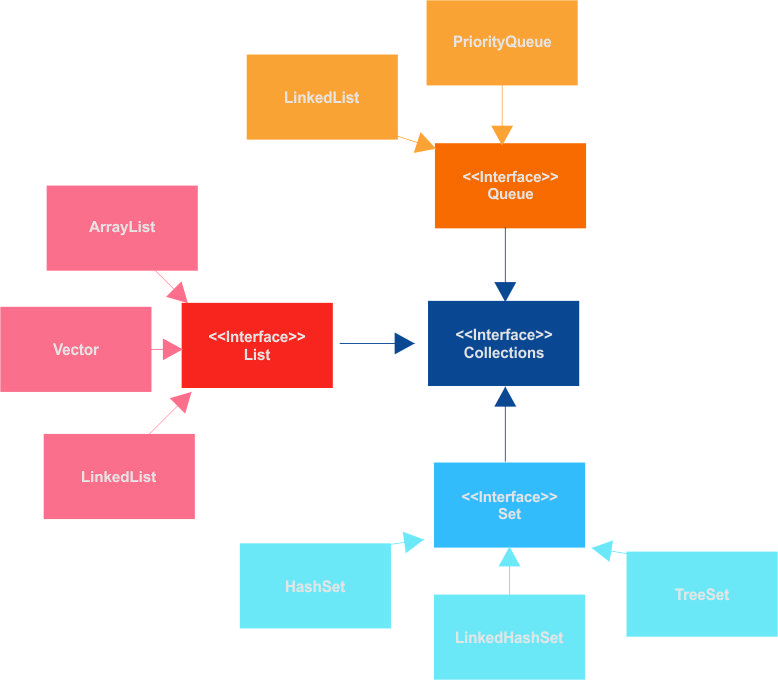 PriorityQueue
LinkedList
<<Interface>>
Queue
ArrayList
<<Interface>>
List
<<Interface>>
Collections
Vector
LinkedList
<<Interface>>
Set
HashSet
TreeSet
LinkedHashSet